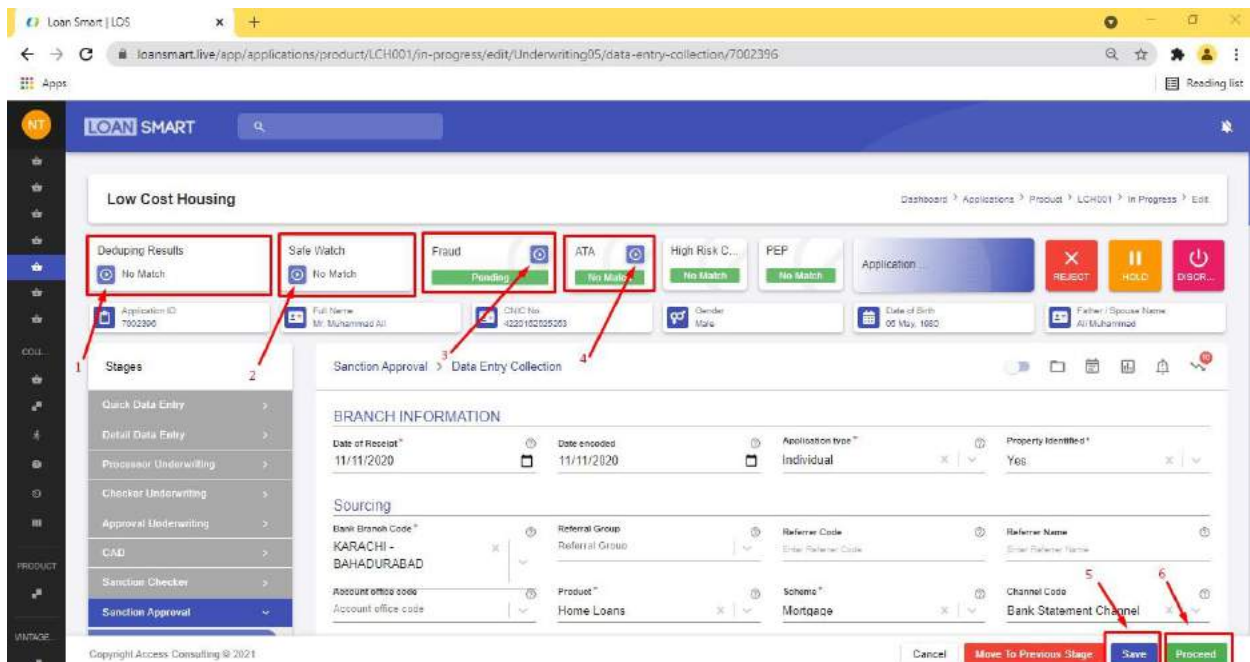 Loan Smart | LOS
loansmart.live/app/applications/product/LCH001/in-progress/edit/Underwriting05/data-entry-collection/7002396
Apps
Reading list
NT
LOAN SMART
Low Cost Housing
Dashboard > Applications > Product > LCH001 > In Progress > Edit
Deduping Results
No Match
Safe Watch
No Match
Fraud
Pending
ATA
No Match
High Risk C...
No Match
PEP
No Match
Application ...
REJECT
HOLD
DISCR...
Application ID
7002396
Full Name
Mr. Muhammad Ali
CNIC No
Gender
Male
Date of Birth
06 May, 1980
Father / Spouse Name
Ali Muhammad
1
2
3
4
COLL...
PRODUCT
VINTAGE...
Stages
Quick Data Entry
Detail Data Entry
Processor Underwriting
Checker Underwriting
Approval Underwriting
CAD
Sanction Checker
Sanction Approval
Sanction Approval > Data Entry Collection
10
BRANCH INFORMATION
Date of Receipt*
11/11/2020
Date encoded
11/11/2020
Application type*
Individual
Property Identified*
Yes
Sourcing
Bank Branch Code*
KARACHI -
BAHADURABAD
Referral Group
Referral Group
Referrer Code
Enter Referrer Code
Referrer Name
Enter Referrer Name
Account office code
Account office code
Product*
Home Loans
Scheme*
Mortgage
Channel Code
Bank Statement Channel
5
6
Copyright Access Consulting © 2021
Cancel
Move To Previous Stage
Save
Proceed